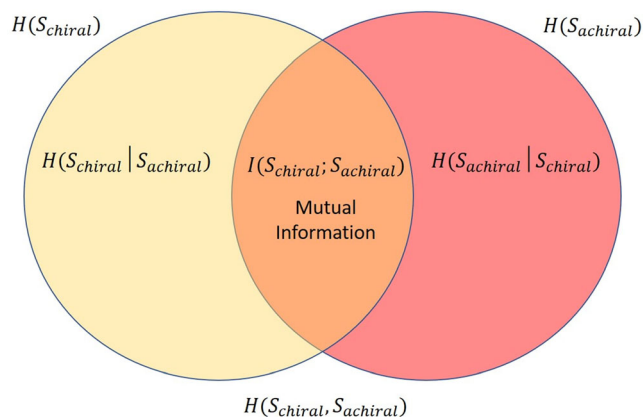 H(S_chiral)
H(S_achiral)
H(S_chiral | S_achiral)
I(S_chiral; S_achiral)
H(S_achiral | S_chiral)
Mutual
Information
H(S_chiral, S_achiral)